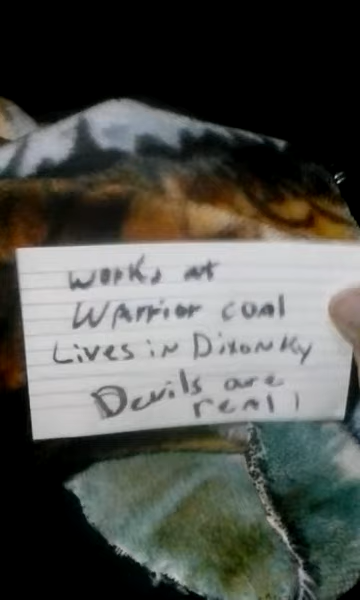 Works at
Warrior coal
Lives in Dixon Ky
Devils are
real!